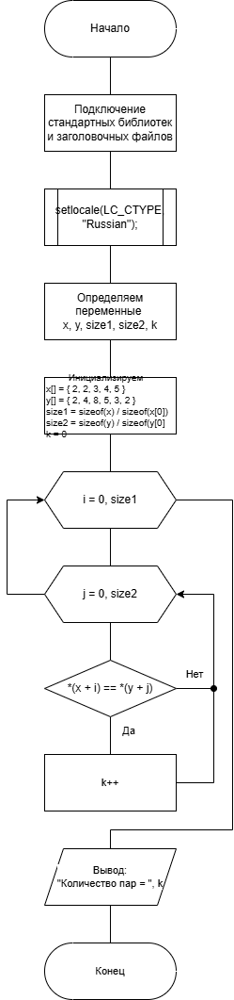 Начало
Подключение
стандартных библиотек
и заголовочных файлов
setlocale(LC_CTYPE,
"Russian");
Определяем
переменные
x, y, size1, size2, k
Инициализируем
x[] = { 2, 2, 3, 4, 5 }
y[] = { 2, 4, 8, 5, 3, 2 }
size1 = sizeof(x) / sizeof(x[0])
size2 = sizeof(y) / sizeof(y[0]
k = 0
i = 0, size1
j = 0, size2
*(x + i) == *(y + j)
Нет
Да
k++
Вывод:
"Количество пар = ", k
Конец